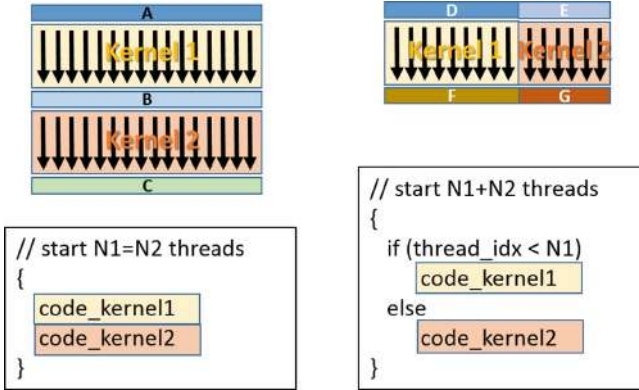 A
Kernel 1
B
Kernel 2
C
// start N1=N2 threads
{
code_kernel1
code_kernel2
}
D E
Kernel 1 Kernel 2
F G
// start N1+N2 threads
{
if (thread_idx < N1)
code_kernel1
else
code_kernel2
}